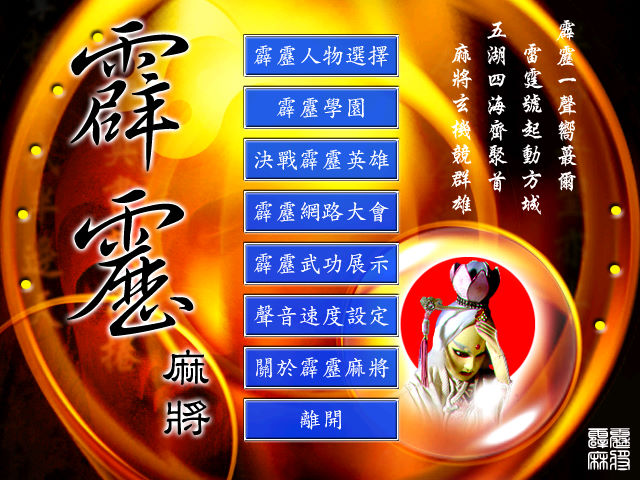 霹靂
麻將
霹靂人物選擇
霹靂學園
決戰霹靂英雄
霹靂網路大會
霹靂武功展示
聲音速度設定
關於霹靂麻將
離開
霹靂一聲嚮蕞爾
雷霆號起動方城
五湖四海齊聚首
麻將玄機競群雄
霹靂
麻將